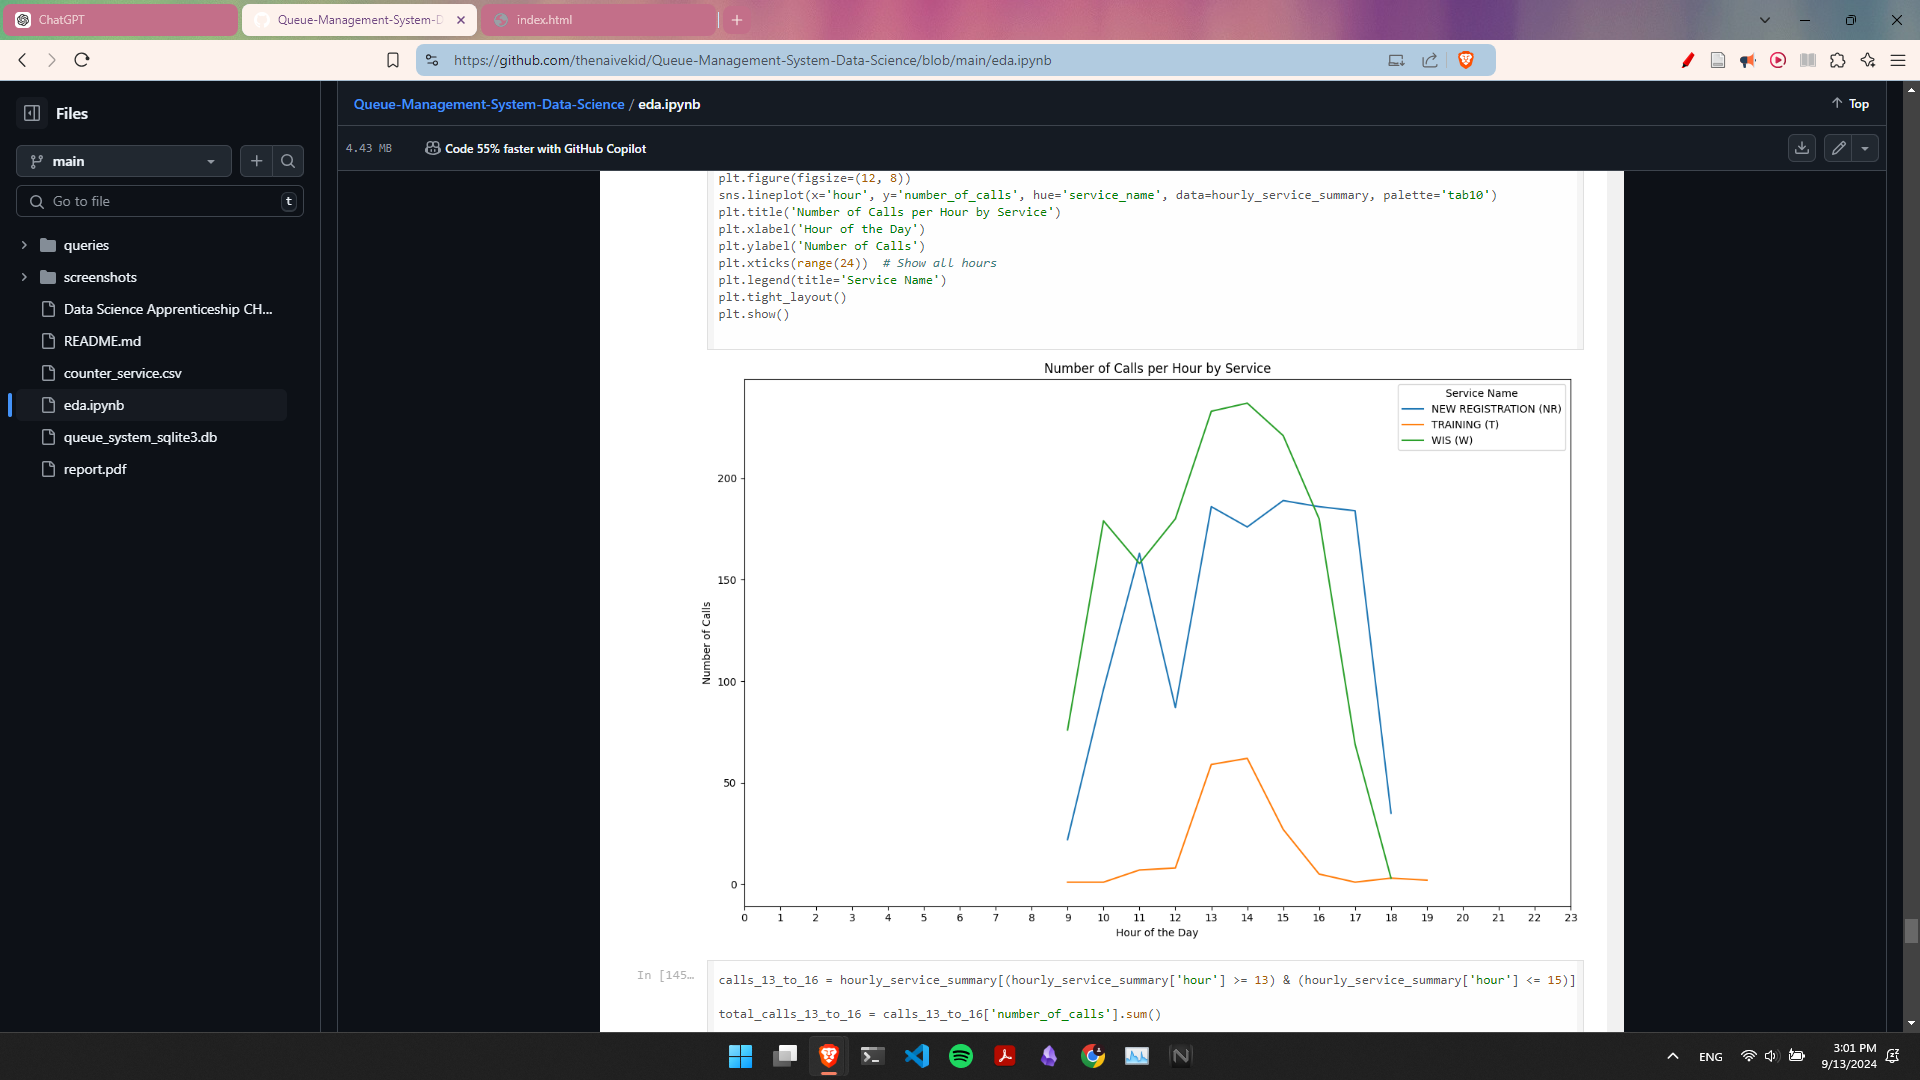 ChatGPT
Queue-Management-System-D
index.html
https://github.com/thenaivekid/Queue-Management-System-Data-Science/blob/main/eda.ipynb
Files
Queue-Management-System-Data-Science / eda.ipynb
Top
main
4.43 MB
Code 55% faster with GitHub Copilot
Go to file
t
queries
screenshots
Data Science Apprenticeship CH...
README.md
counter_service.csv
eda.ipynb
queue_system_sqlite3.db
report.pdf
plt.figure(figsize=(12, 8))
sns.lineplot(x='hour', y='number_of_calls', hue='service_name', data=hourly_service_summary, palette='tab10')
plt.title('Number of Calls per Hour by Service')
plt.xlabel('Hour of the Day')
plt.ylabel('Number of Calls')
plt.xticks(range(24))  # Show all hours
plt.legend(title='Service Name')
plt.tight_layout()
plt.show()
Number of Calls per Hour by Service
Service Name
NEW REGISTRATION (NR)
TRAINING (T)
WIS (W)
200
150
100
50
0
Number of Calls
0 1 2 3 4 5 6 7 8 9 10 11 12 13 14 15 16 17 18 19 20 21 22 23
Hour of the Day
In [145…
calls_13_to_16 = hourly_service_summary[(hourly_service_summary['hour'] >= 13) & (hourly_service_summary['hour'] <= 15)]
total_calls_13_to_16 = calls_13_to_16['number_of_calls'].sum()
ENG
3:01 PM
9/13/2024